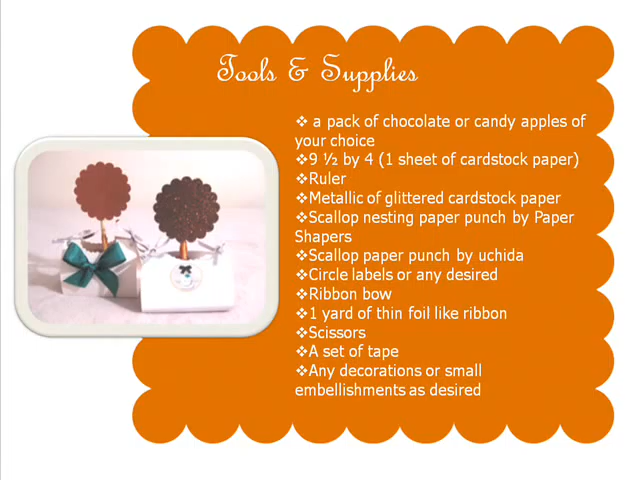 Tools & Supplies
❖ a pack of chocolate or candy apples of
your choice
❖9 ½ by 4 (1 sheet of cardstock paper)
❖Ruler
❖Metallic of glittered cardstock paper
❖Scallop nesting paper punch by Paper
Shapers
❖Scallop paper punch by uchida
❖Circle labels or any desired
❖Ribbon bow
❖1 yard of thin foil like ribbon
❖Scissors
❖A set of tape
❖Any decorations or small
embellishments as desired